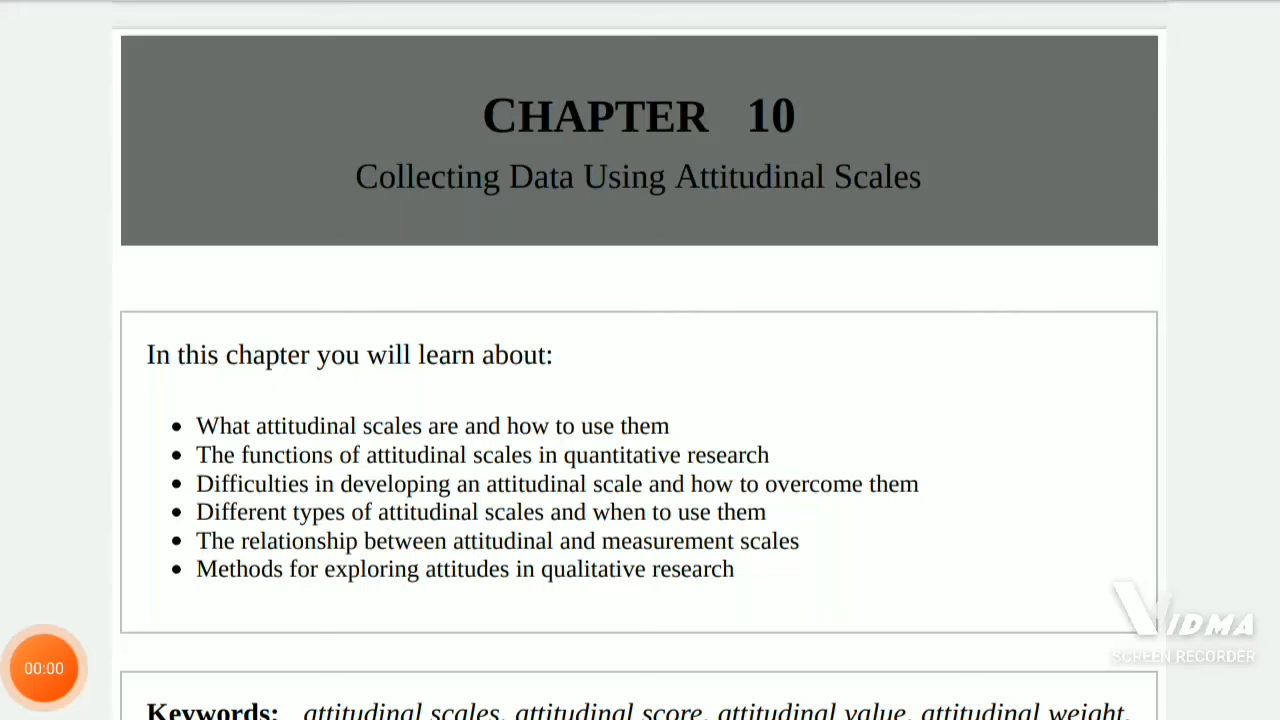 CHAPTER 10
Collecting Data Using Attitudinal Scales
In this chapter you will learn about:
• What attitudinal scales are and how to use them
• The functions of attitudinal scales in quantitative research
• Difficulties in developing an attitudinal scale and how to overcome them
• Different types of attitudinal scales and when to use them
• The relationship between attitudinal and measurement scales
• Methods for exploring attitudes in qualitative research
VIDMA
SCREEN RECORDER
00:00
Keywords: attitudinal scales, attitudinal score, attitudinal value, attitudinal weight,